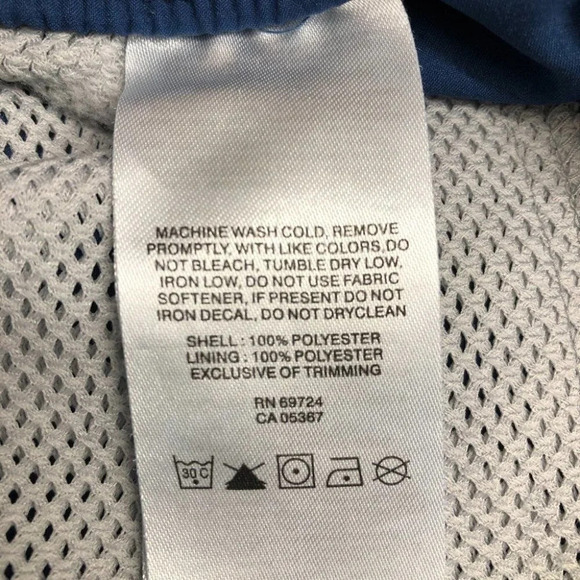 MACHINE WASH COLD, REMOVE
PROMPTLY, WITH LIKE COLORS, DO
NOT BLEACH, TUMBLE DRY LOW,
IRON LOW, DO NOT USE FABRIC
SOFTENER, IF PRESENT DO NOT
IRON DECAL, DO NOT DRYCLEAN
SHELL : 100% POLYESTER
LINING : 100% POLYESTER
EXCLUSIVE OF TRIMMING
RN 69724
CA 05367
30 C